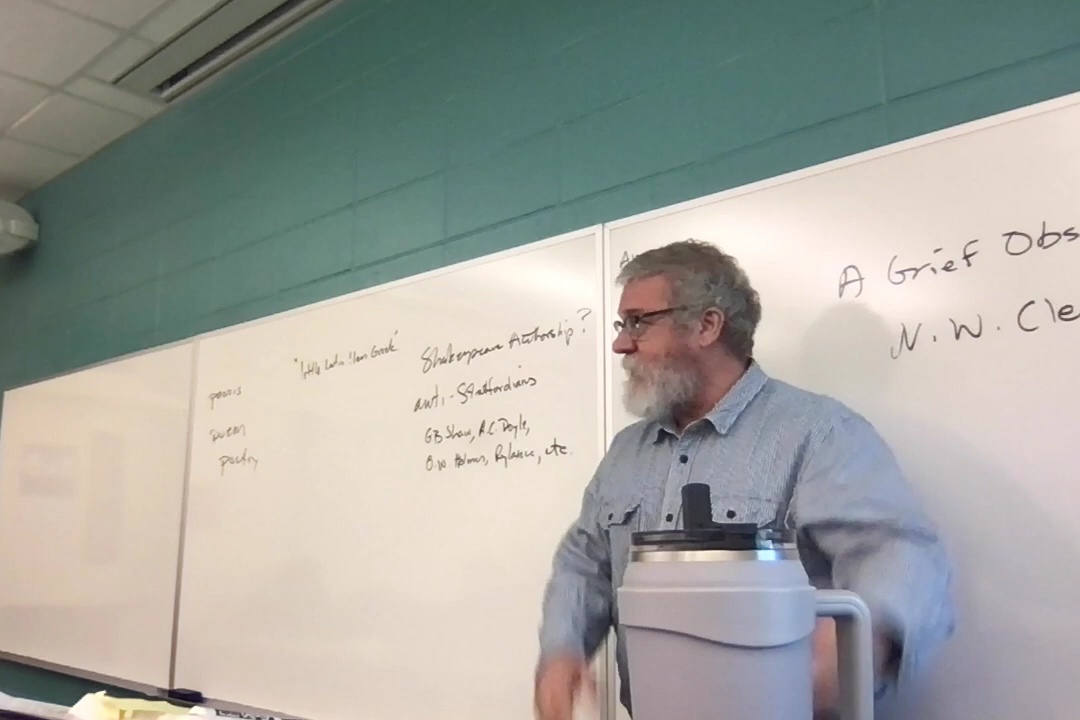 poesis
poem
poetry
"little Latin, less Greek"
Shakespeare Authorship?
anti-Stratfordians
GB Shaw, A.C. Doyle,
O.W. Holmes, Rylance, etc.
A Grief Obs
N.W. Cle